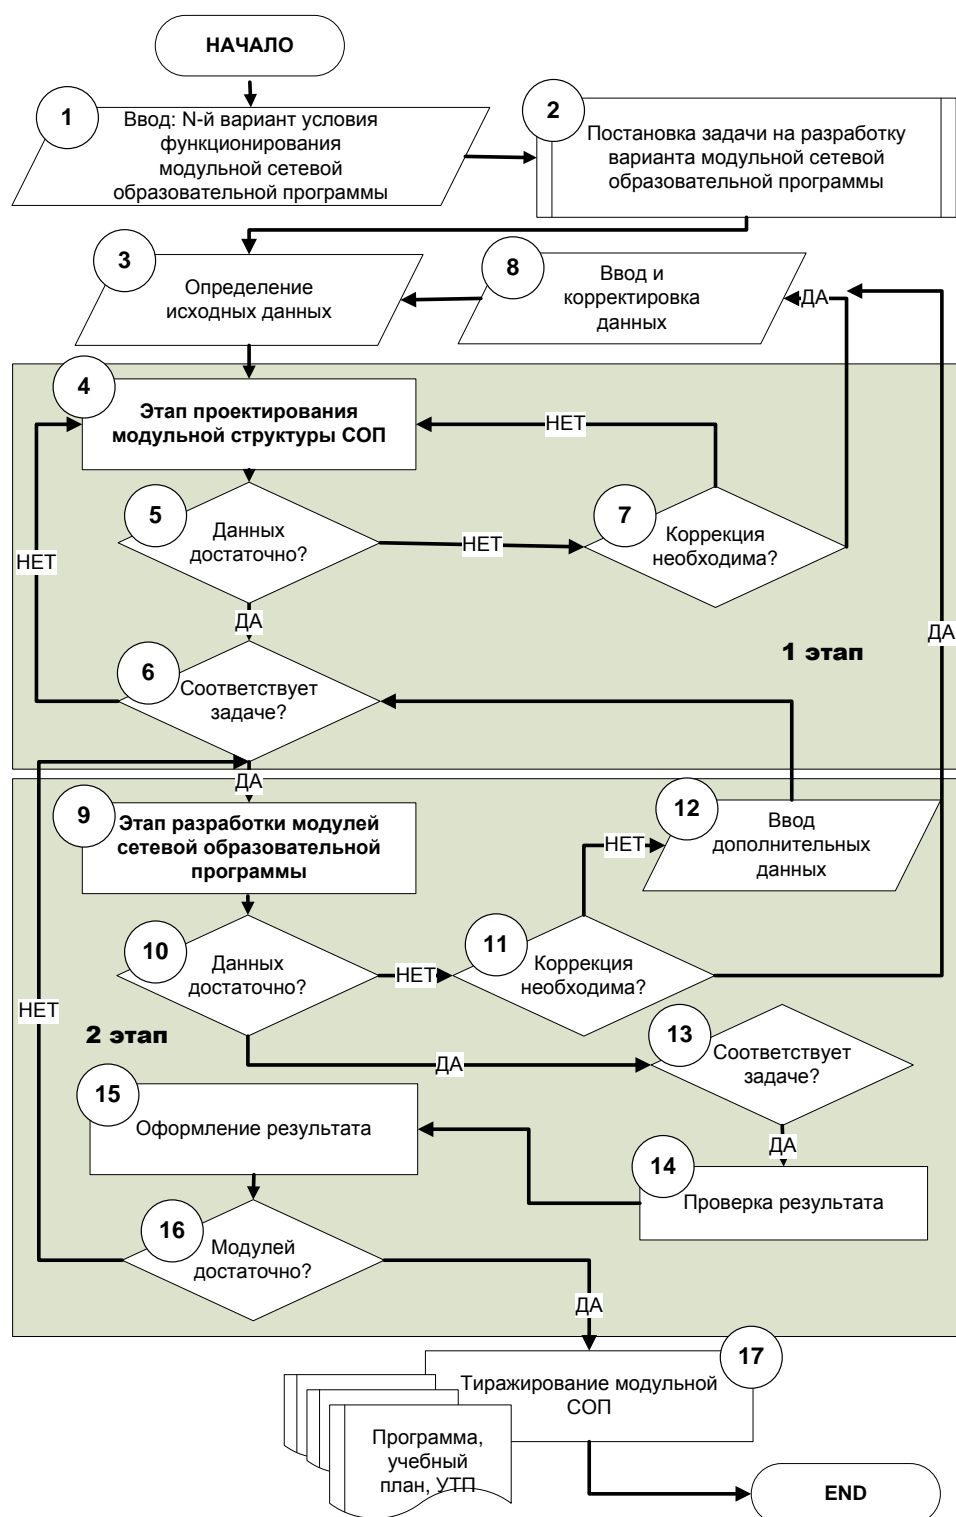 НАЧАЛО
1
Ввод: N-й вариант условия
функционирования
модульной сетевой
образовательной программы
2
Постановка задачи на разработку
варианта модульной сетевой
образовательной программы
3
Определение
исходных данных
8
Ввод и
корректировка
данных
ДА
4
Этап проектирования
модульной структуры СОП
НЕТ
5
Данных
достаточно?
НЕТ
7
Коррекция
необходима?
НЕТ
ДА
ДА
1 этап
6
Соответствует
задаче?
ДА
9
Этап разработки модулей
сетевой образовательной
программы
12
Ввод
дополнительных
данных
НЕТ
10
Данных
достаточно?
НЕТ
11
Коррекция
необходима?
НЕТ
2 этап
ДА
13
Соответствует
задаче?
15
Оформление результата
ДА
14
Проверка результата
16
Модулей
достаточно?
ДА
17
Тиражирование модульной
СОП
Программа,
учебный
план, УТП
END